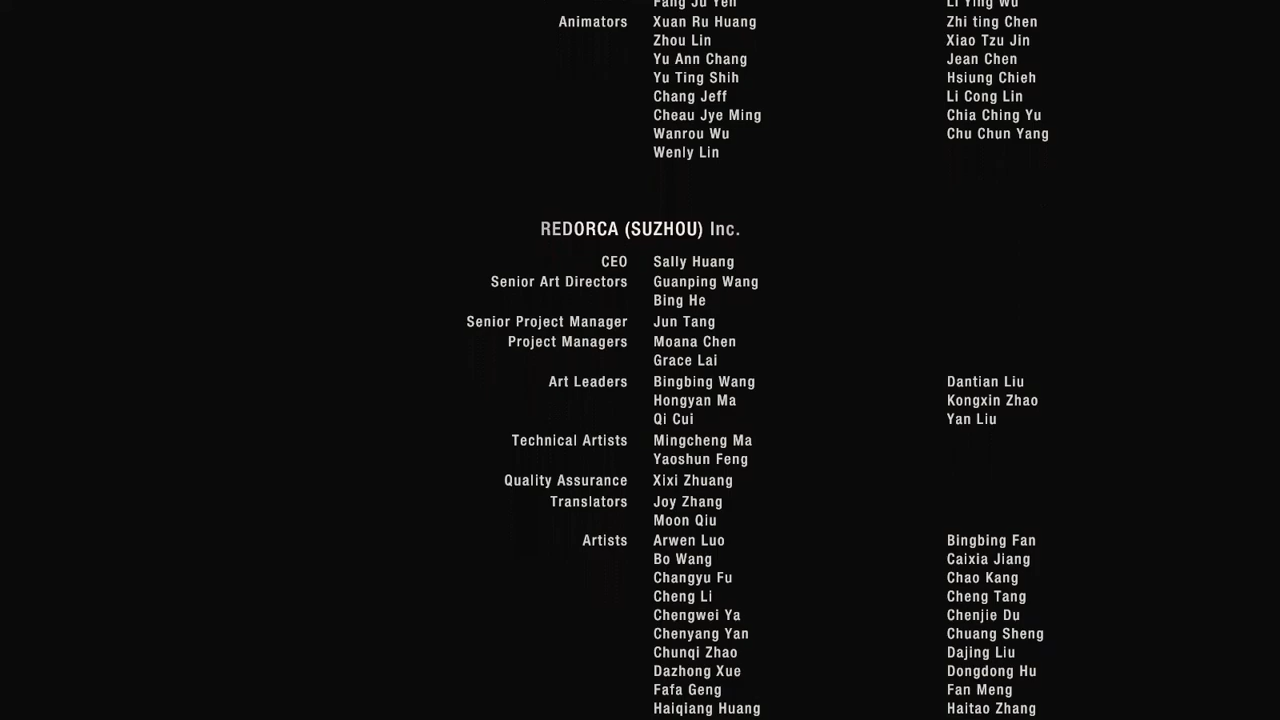 Fang Ju Yen Li Ying Wu
Animators Xuan Ru Huang Zhi ting Chen
Zhou Lin Xiao Tzu Jin
Yu Ann Chang Jean Chen
Yu Ting Shih Hsiung Chieh
Chang Jeff Li Cong Lin
Cheau Jye Ming Chia Ching Yu
Wanrou Wu Chu Chun Yang
Wenly Lin
REDORCA (SUZHOU) Inc.
CEO Sally Huang
Senior Art Directors Guanping Wang
Bing He
Senior Project Manager Jun Tang
Project Managers Moana Chen
Grace Lai
Art Leaders Bingbing Wang Dantian Liu
Hongyan Ma Kongxin Zhao
Qi Cui Yan Liu
Technical Artists Mingcheng Ma
Yaoshun Feng
Quality Assurance Xixi Zhuang
Translators Joy Zhang
Moon Qiu
Artists Arwen Luo Bingbing Fan
Bo Wang Caixia Jiang
Changyu Fu Chao Kang
Cheng Li Cheng Tang
Chengwei Ya Chenjie Du
Chenyang Yan Chuang Sheng
Chunqi Zhao Dajing Liu
Dazhong Xue Dongdong Hu
Fafa Geng Fan Meng
Haiqiang Huang Haitao Zhang